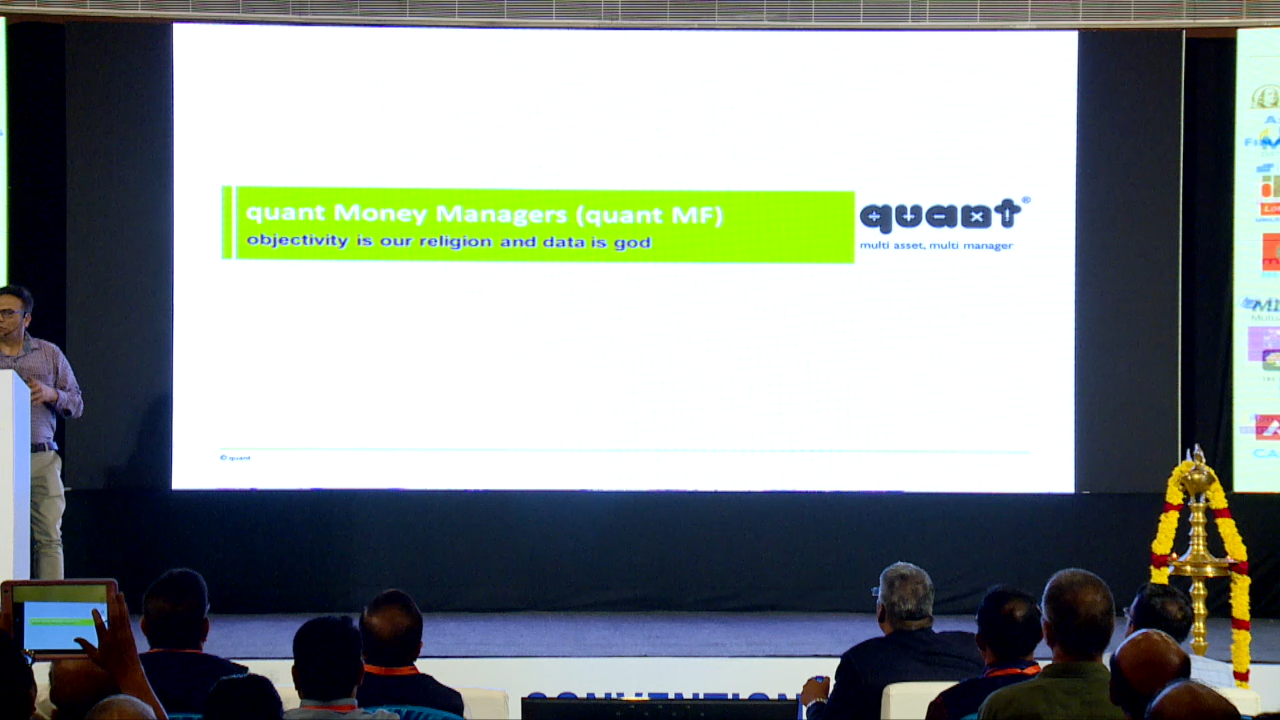 quant Money Managers (quant MF)
objectivity is our religion and data is god
quant®
multi asset, multi manager
© quant
CONVENTION